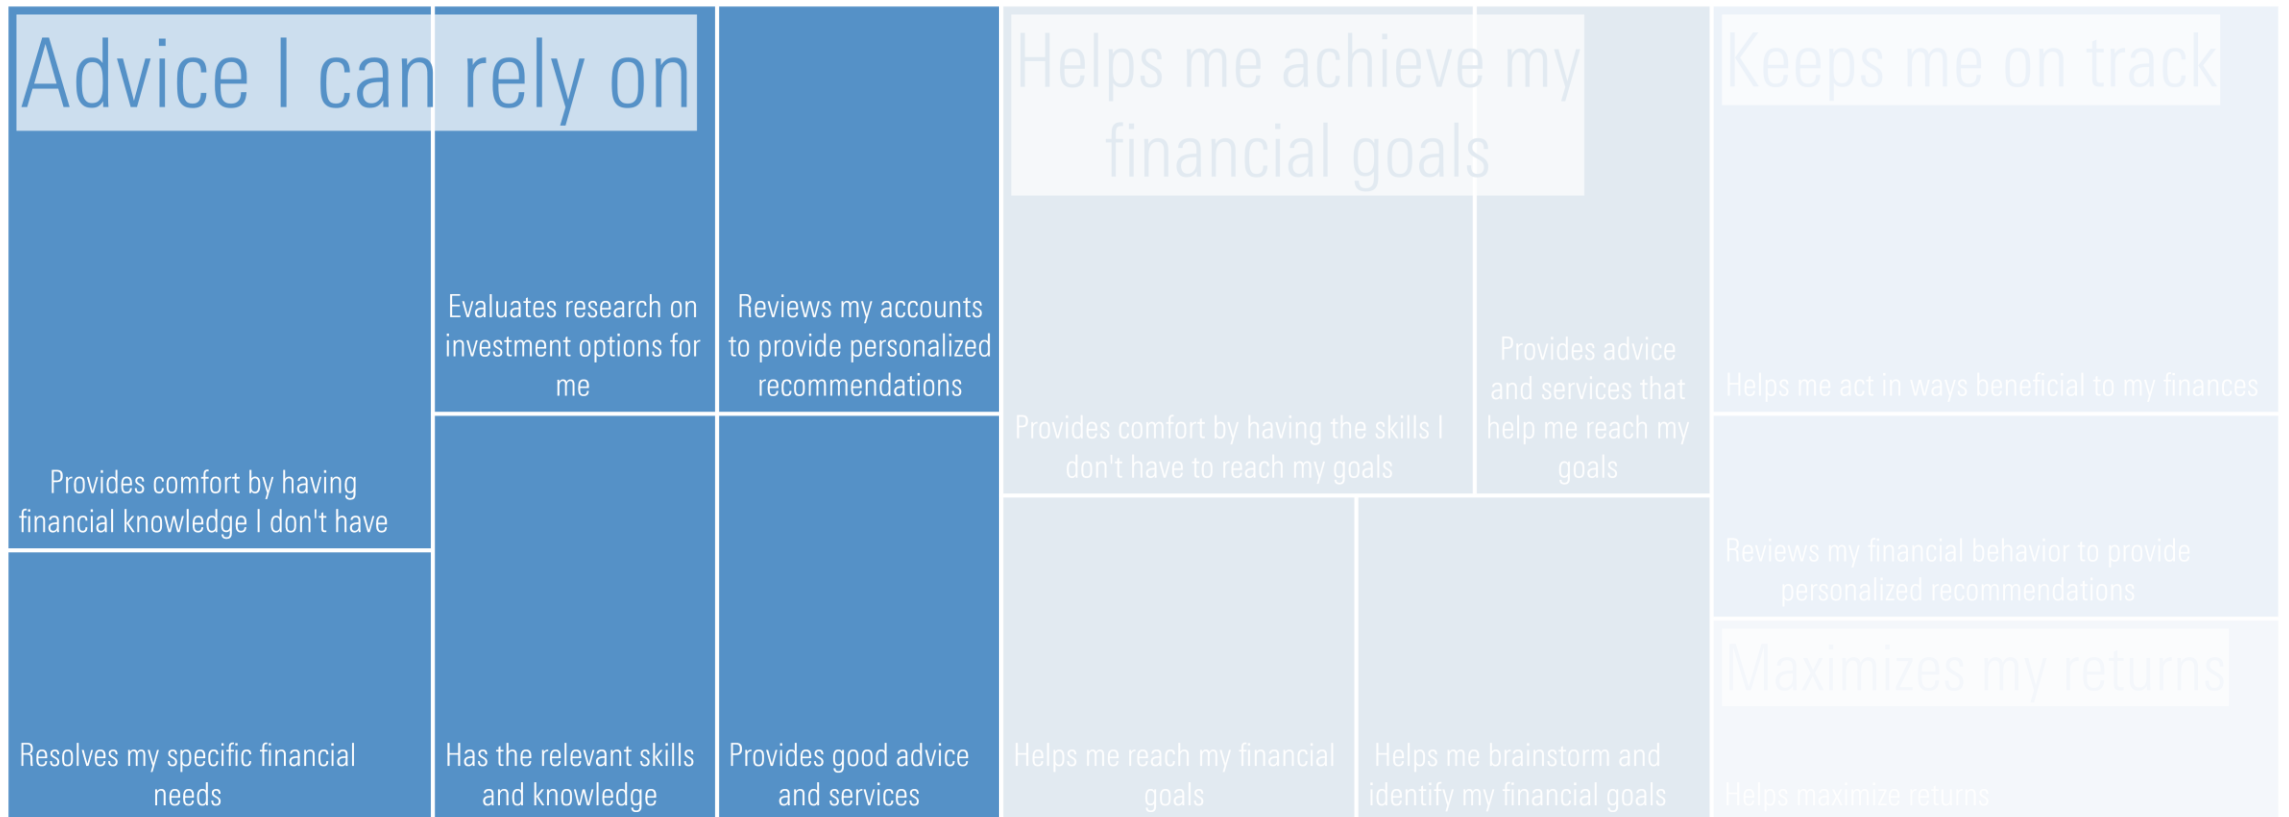 Advice I can rely on
Evaluates research on
investment options for
me
Reviews my accounts
to provide personalized
recommendations
Provides comfort by having
financial knowledge I don't have
Resolves my specific financial
needs
Has the relevant skills
and knowledge
Provides good advice
and services
Helps me achieve my
financial goals
Provides comfort by having the skills I
don't have to reach my goals
Provides advice
and services that
help me reach my
goals
Helps me reach my financial
goals
Helps me brainstorm and
identify my financial goals
Keeps me on track
Helps me act in ways beneficial to my finances
Reviews my financial behavior to provide
personalized recommendations
Maximizes my returns
Helps maximize returns